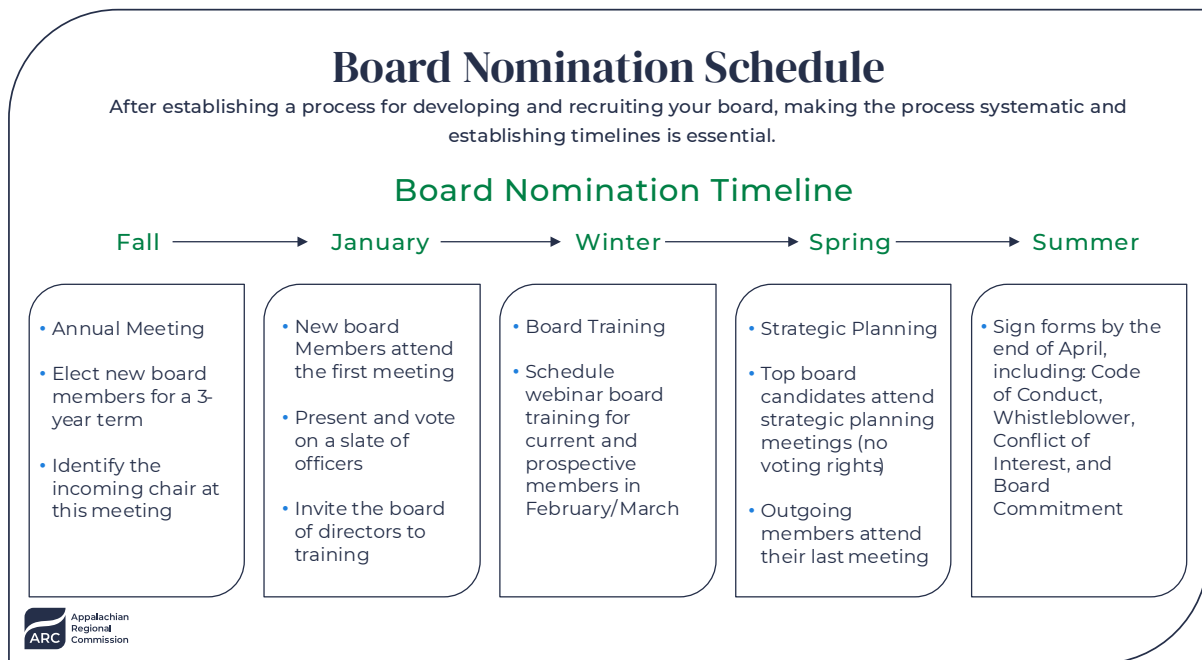 Board Nomination Schedule
After establishing a process for developing and recruiting your board, making the process systematic and
establishing timelines is essential.
Board Nomination Timeline
Fall
January
Winter
Spring
Summer
• Annual Meeting
• Elect new board
members for a 3-
year term
• Identify the
incoming chair at
this meeting
• New board
Members attend
the first meeting
• Present and vote
on a slate of
officers
• Invite the board
of directors to
training
• Board Training
• Schedule
webinar board
training for
current and
prospective
members in
February/March
• Strategic Planning
• Top board
candidates attend
strategic planning
meetings (no
voting rights)
• Outgoing
members attend
their last meeting
• Sign forms by the
end of April,
including: Code
of Conduct,
Whistleblower,
Conflict of
Interest, and
Board
Commitment
ARC
Appalachian
Regional
Commission